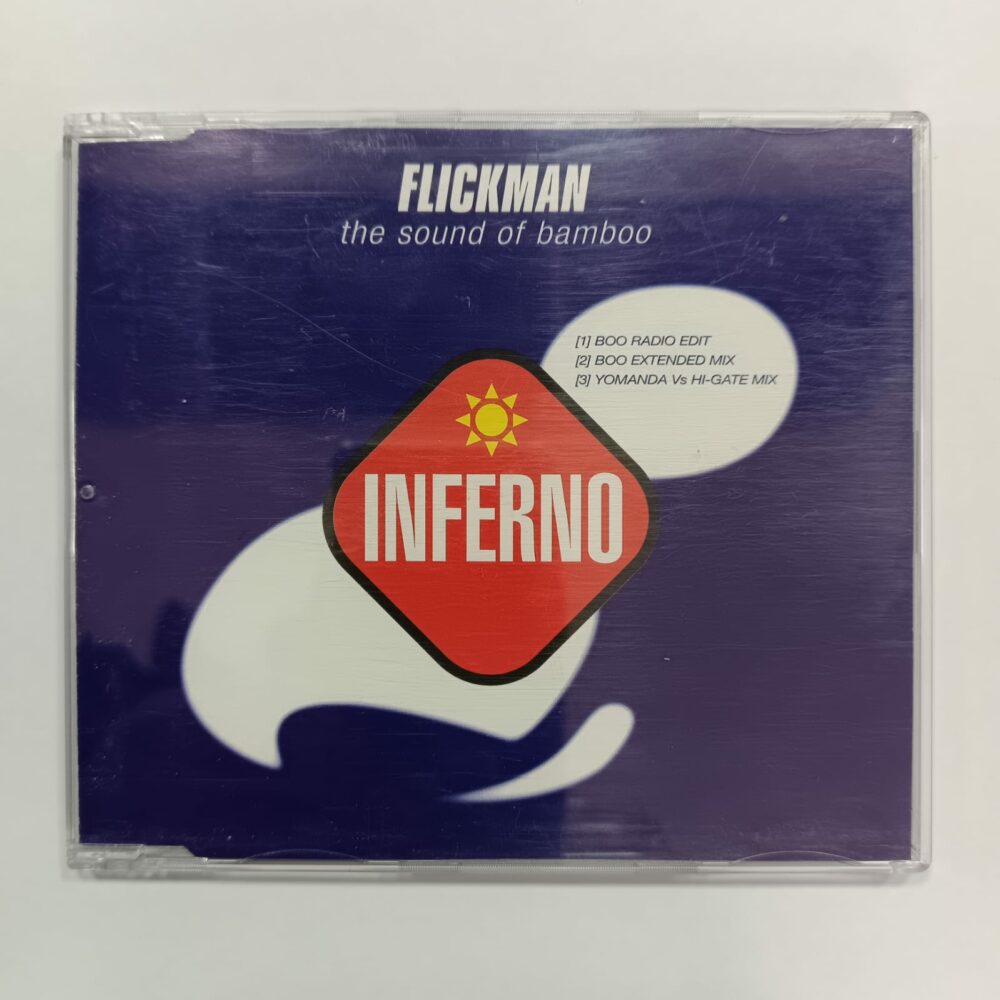 FLICKMAN
the sound of bamboo
[1] BOO RADIO EDIT
[2] BOO EXTENDED MIX
[3] YOMANDA Vs HI-GATE MIX
INFERNO